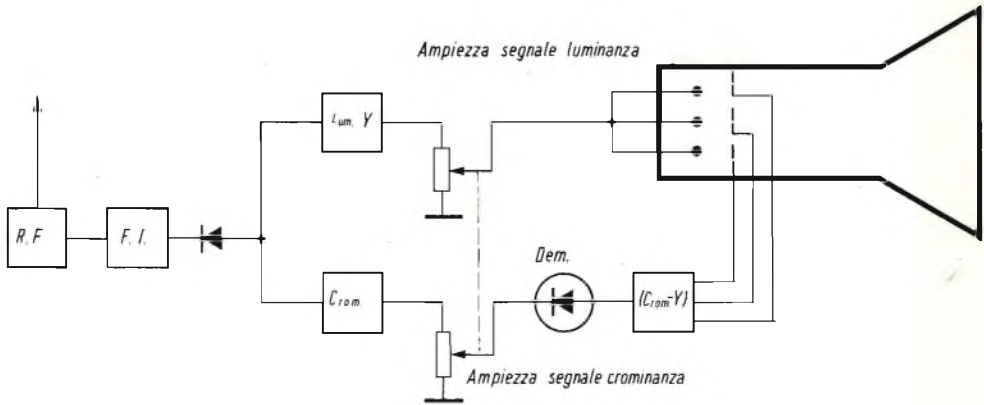 Ampiezza segnale luminanza
Lum. Y
R.F
F. I.
Dem.
Crom.
(Crom-Y)
Ampiezza segnale crominanza